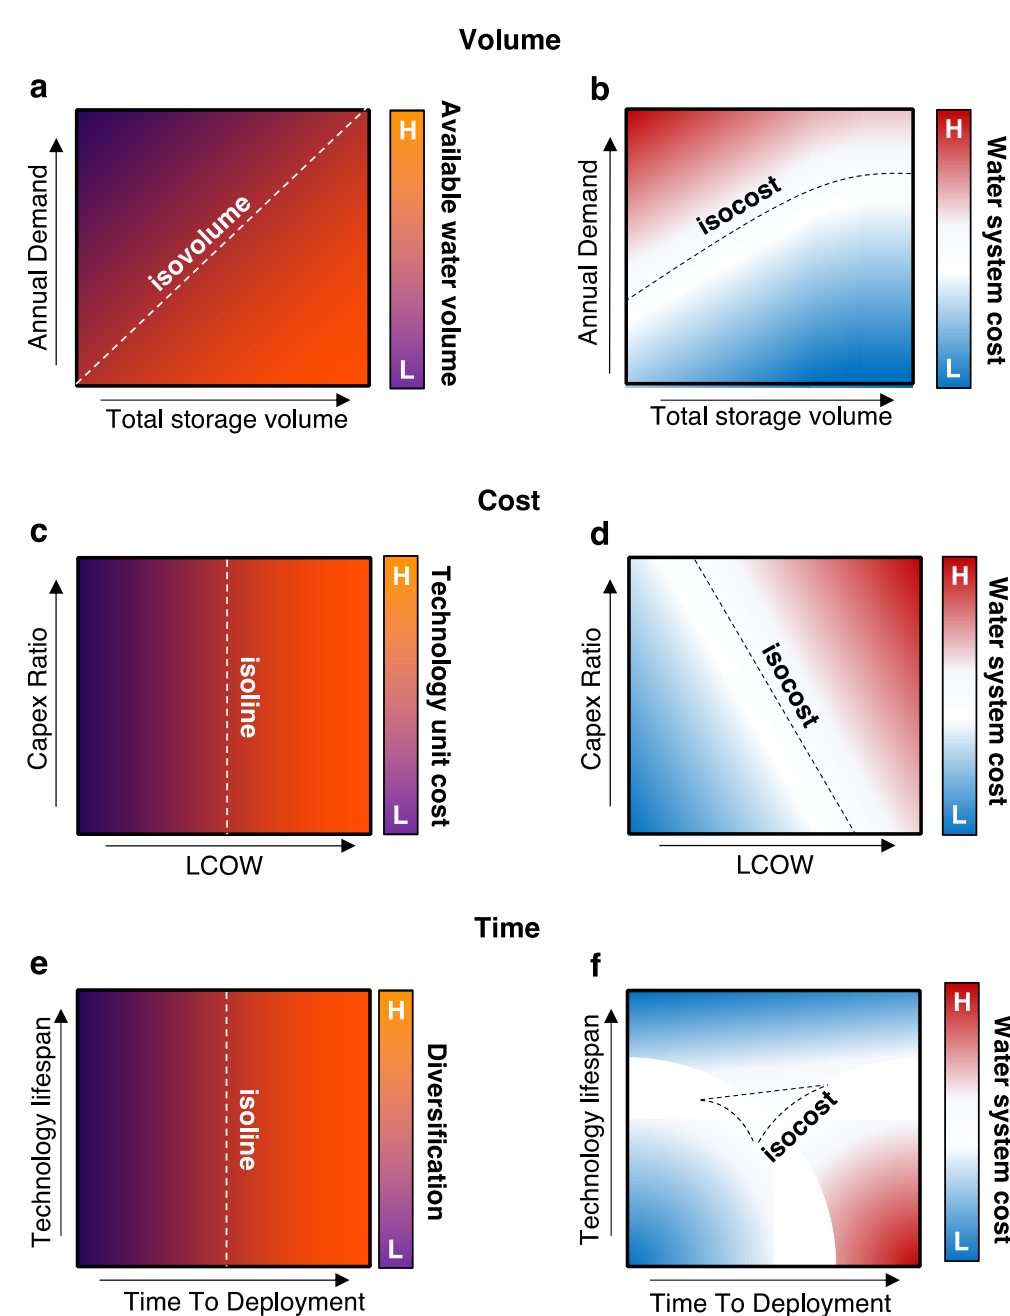 Volume
a
Annual Demand
isovolume
Total storage volume
H
L
Available water volume
b
Annual Demand
isocost
Total storage volume
H
L
Water system cost
Cost
c
Capex Ratio
isoline
LCOW
H
L
Technology unit cost
d
Capex Ratio
isocost
LCOW
H
L
Water system cost
Time
e
Technology lifespan
isoline
Time To Deployment
H
L
Diversification
f
Technology lifespan
isocost
Time To Deployment
H
L
Water system cost